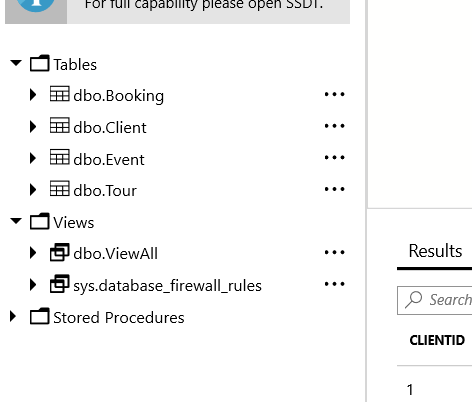 For full capability please open SSDT.
Tables
dbo.Booking
dbo.Client
dbo.Event
dbo.Tour
Views
dbo.ViewAll
sys.database_firewall_rules
Stored Procedures
Results
Search
CLIENTID
1